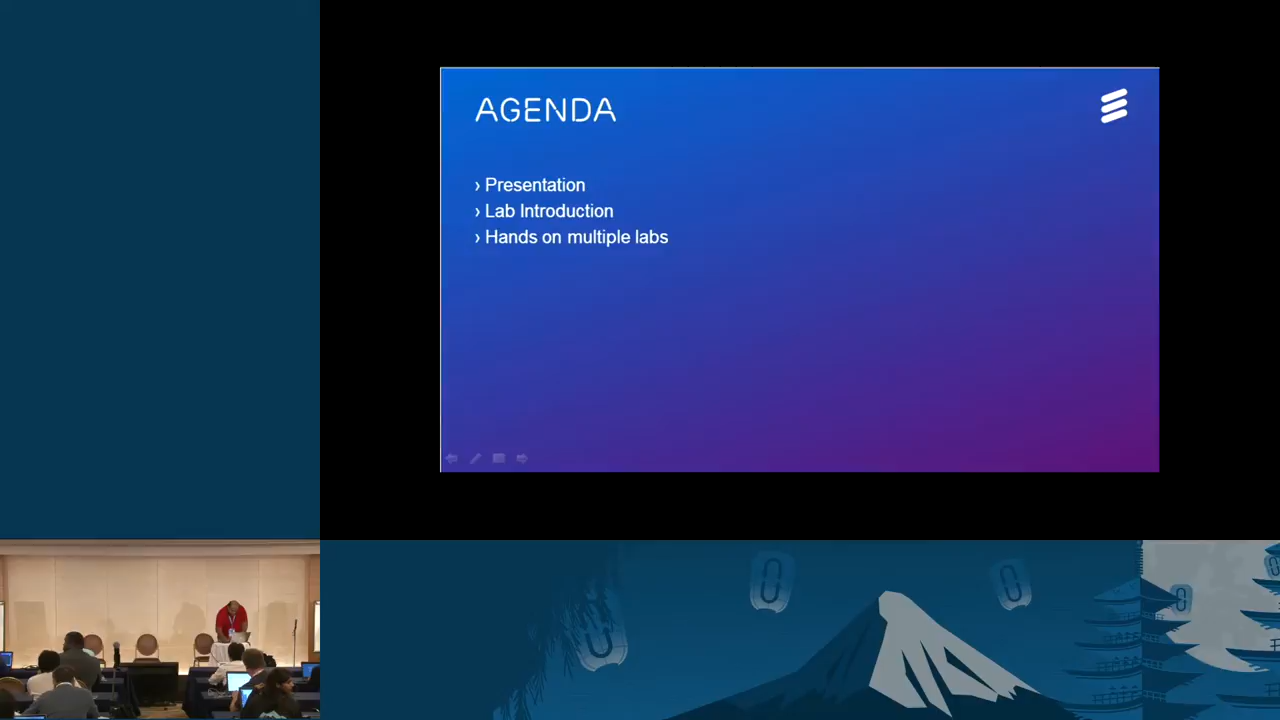 AGENDA
› Presentation
› Lab Introduction
› Hands on multiple labs